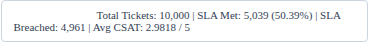 Total Tickets: 10,000 | SLA Met: 5,039 (50.39%) | SLA
Breached: 4,961 | Avg CSAT: 2.9818 / 5